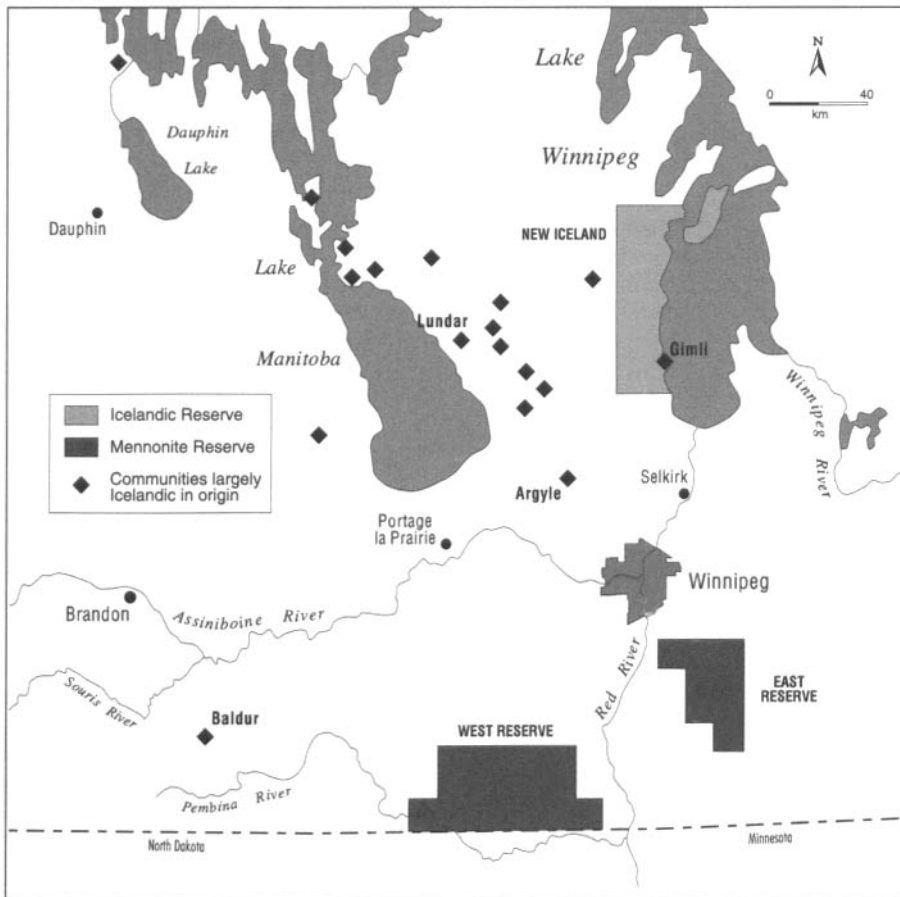 Lake
Winnipeg
N
0 40
km
Dauphin
Lake
Dauphin
NEW ICELAND
Lake
Manitoba
Lundar
Gimli
Winnipeg River
Icelandic Reserve
Mennonite Reserve
Communities largely
Icelandic in origin
Argyle
Selkirk
Portage
la Prairie
Winnipeg
Brandon
Assiniboine River
Souris River
Red River
EAST
RESERVE
Baldur
WEST RESERVE
Pembina River
North Dakota
Minnesota